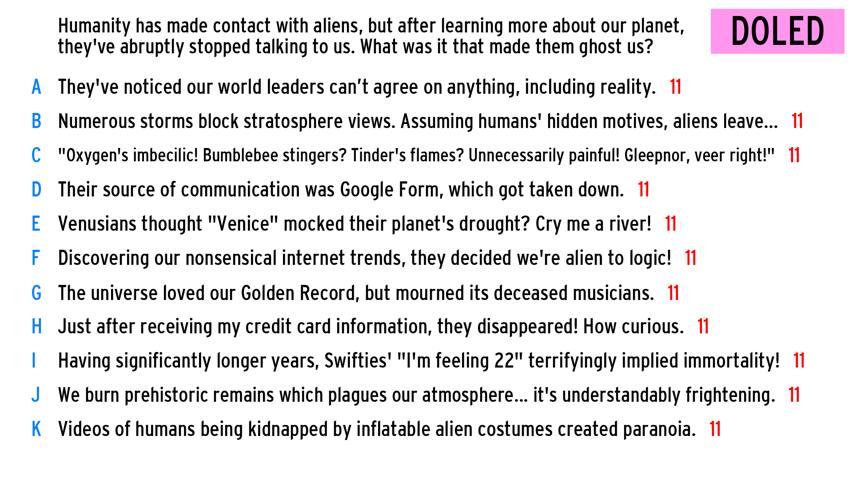 Humanity has made contact with aliens, but after learning more about our planet,
they've abruptly stopped talking to us. What was it that made them ghost us?
DOLED
A They've noticed our world leaders can't agree on anything, including reality. 11
B Numerous storms block stratosphere views. Assuming humans' hidden motives, aliens leave... 11
C "Oxygen's imbecilic! Bumblebee stingers? Tinder's flames? Unnecessarily painful! Gleepnor, veer right!" 11
D Their source of communication was Google Form, which got taken down. 11
E Venusians thought "Venice" mocked their planet's drought? Cry me a river! 11
F Discovering our nonsensical internet trends, they decided we're alien to logic! 11
G The universe loved our Golden Record, but mourned its deceased musicians. 11
H Just after receiving my credit card information, they disappeared! How curious. 11
I Having significantly longer years, Swifties' "I'm feeling 22" terrifyingly implied immortality! 11
J We burn prehistoric remains which plagues our atmosphere... it's understandably frightening. 11
K Videos of humans being kidnapped by inflatable alien costumes created paranoia. 11